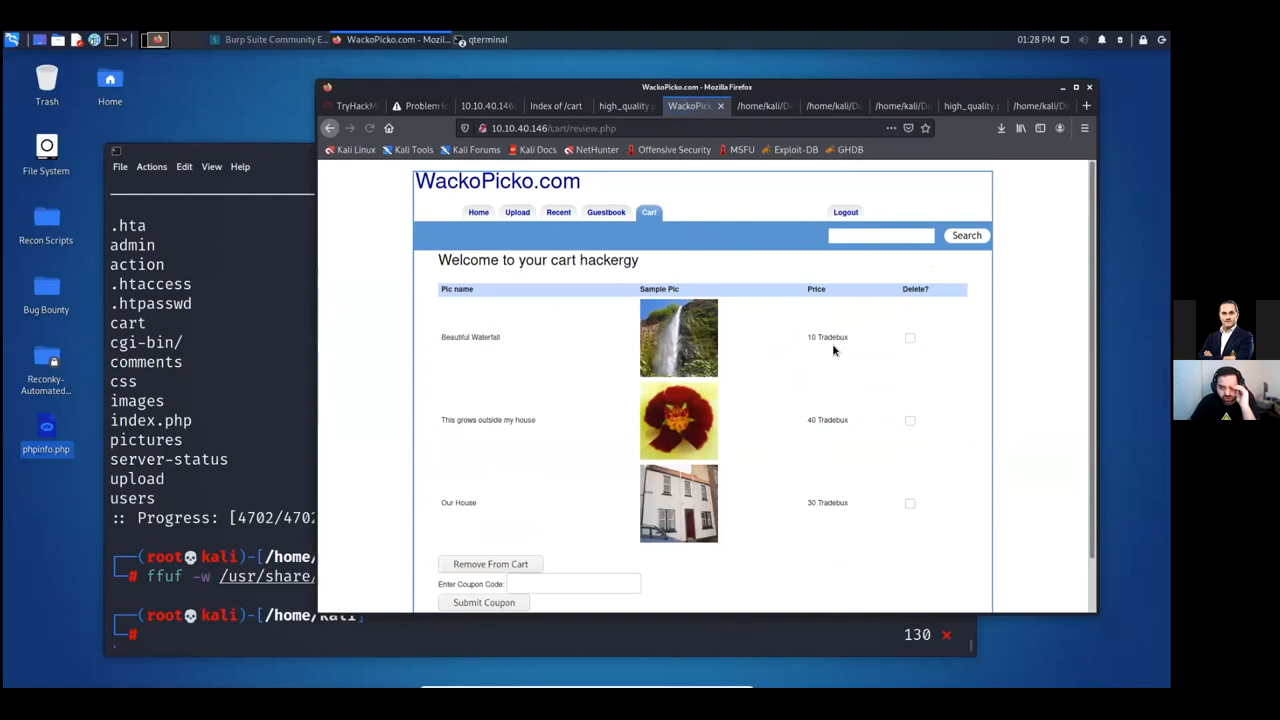 Burp Suite Community E...
WackoPicko.com - Mozil...
qterminal
01:28 PM
Trash
Home
File System
Recon Scripts
Bug Bounty
Reconky-
Automated...
phpinfo.php
File Actions Edit View Help
.hta
admin
action
.htaccess
.htpasswd
cart
cgi-bin/
comments
css
images
index.php
pictures
server-status
upload
users
:: Progress: [4702/4702
(root💀kali)-[/home/
# ffuf -w /usr/share/
(root💀kali)-[/home/kali]
#
130 ✕
WackoPicko.com - Mozilla Firefox
TryHackM
Problem lo
10.10.40.146
Index of /cart
high_quality.p
WackoPick
/home/kali/Do
/home/kali/Do
/home/kali/Do
high_quality.p
/home/kali/Do
10.10.40.146/cart/review.php
Kali Linux Kali Tools Kali Forums Kali Docs NetHunter Offensive Security MSFU Exploit-DB GHDB
WackoPicko.com
Home Upload Recent Guestbook Cart Logout
Search
Welcome to your cart hackergy
Pic name Sample Pic Price Delete?
Beautiful Waterfall 10 Tradebux
This grows outside my house 40 Tradebux
Our House 30 Tradebux
Remove From Cart
Enter Coupon Code:
Submit Coupon